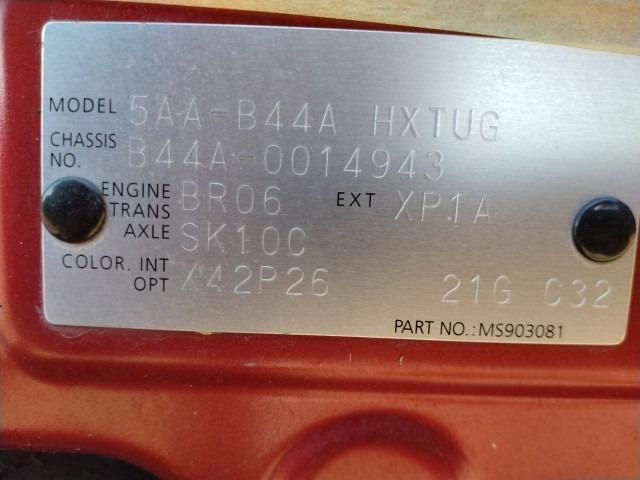 MODEL 5AA-B44A HXTUG
CHASSIS NO. B44A-0014943
ENGINE BR06 EXT XP1A
TRANS AXLE SK10C
COLOR. INT X42P26
OPT 21G C32
PART NO.: MS903081